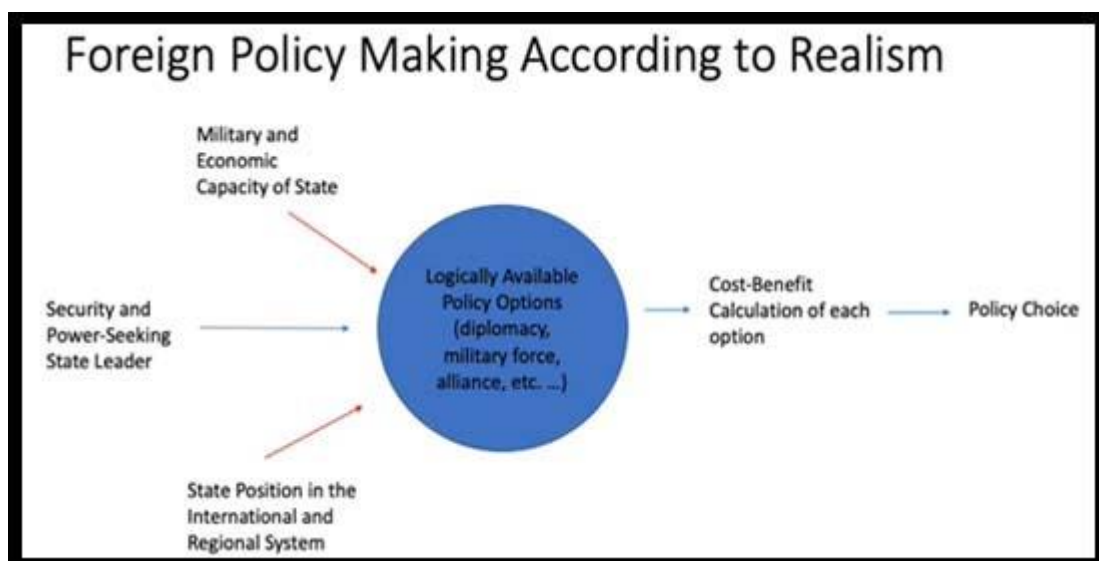 Foreign Policy Making According to Realism
Military and
Economic
Capacity of State
Security and
Power-Seeking
State Leader
State Position in the
International and
Regional System
Logically Available
Policy Options
(diplomacy,
military force,
alliance, etc. ...)
Cost-Benefit
Calculation of each
option
Policy Choice